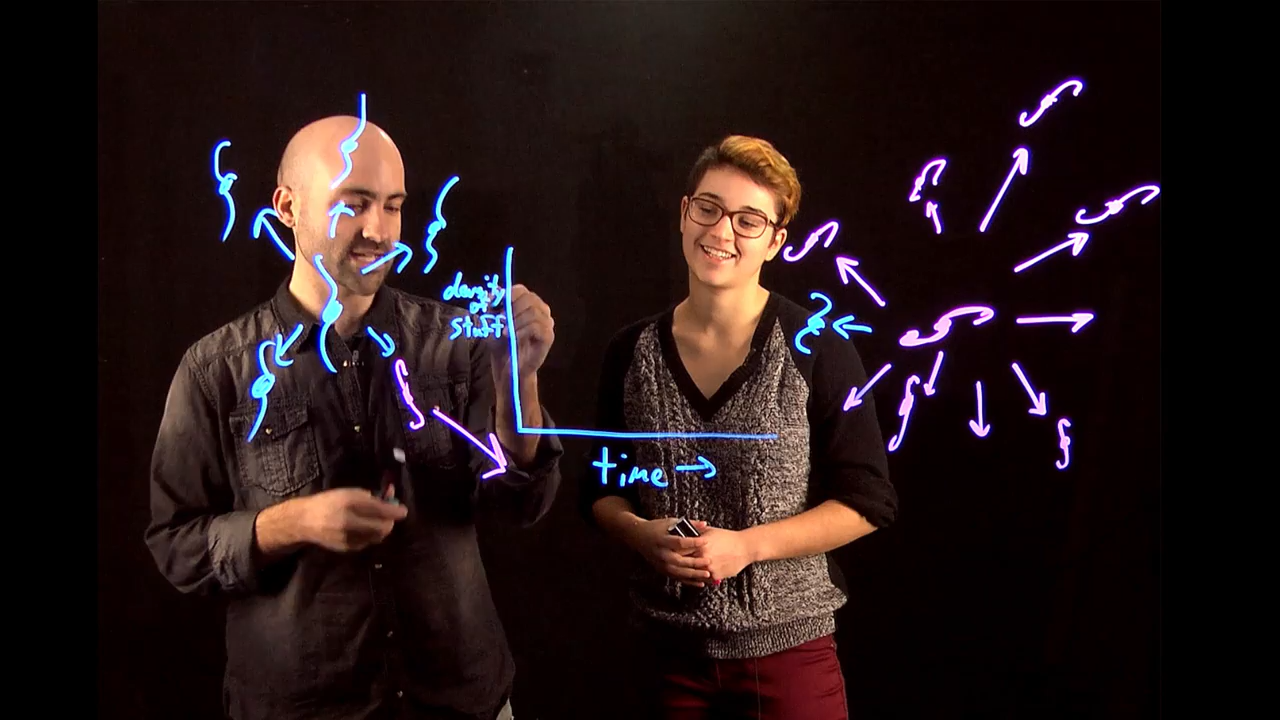 density
of
stuff
time →